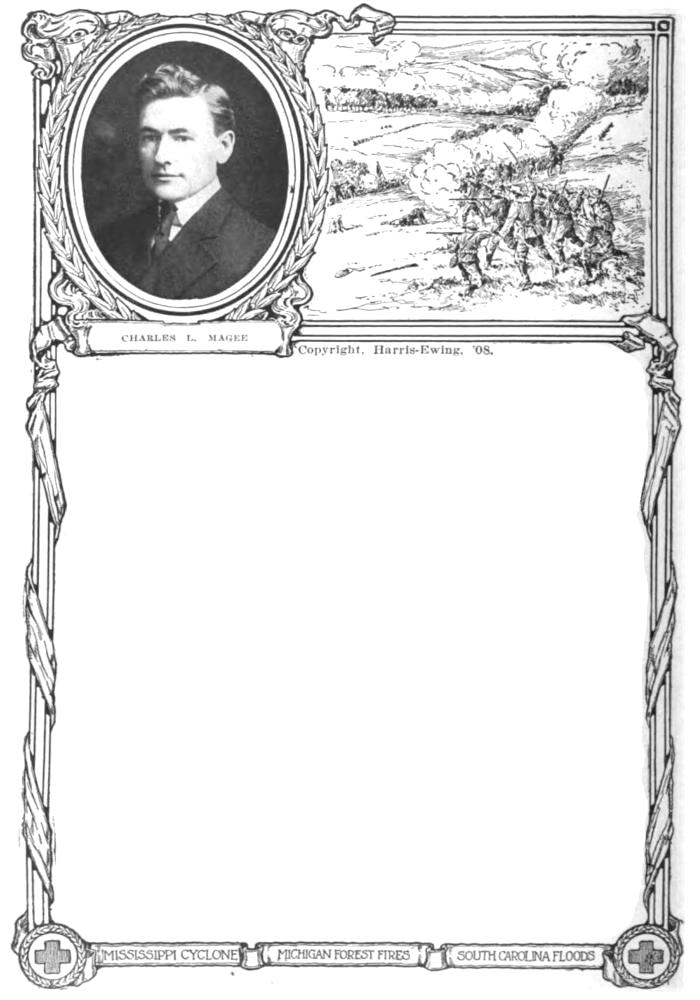 CHARLES L. MAGEE
Copyright, Harris-Ewing, '08.
MISSISSIPPI CYCLONE
MICHIGAN FOREST FIRES
SOUTH CAROLINA FLOODS